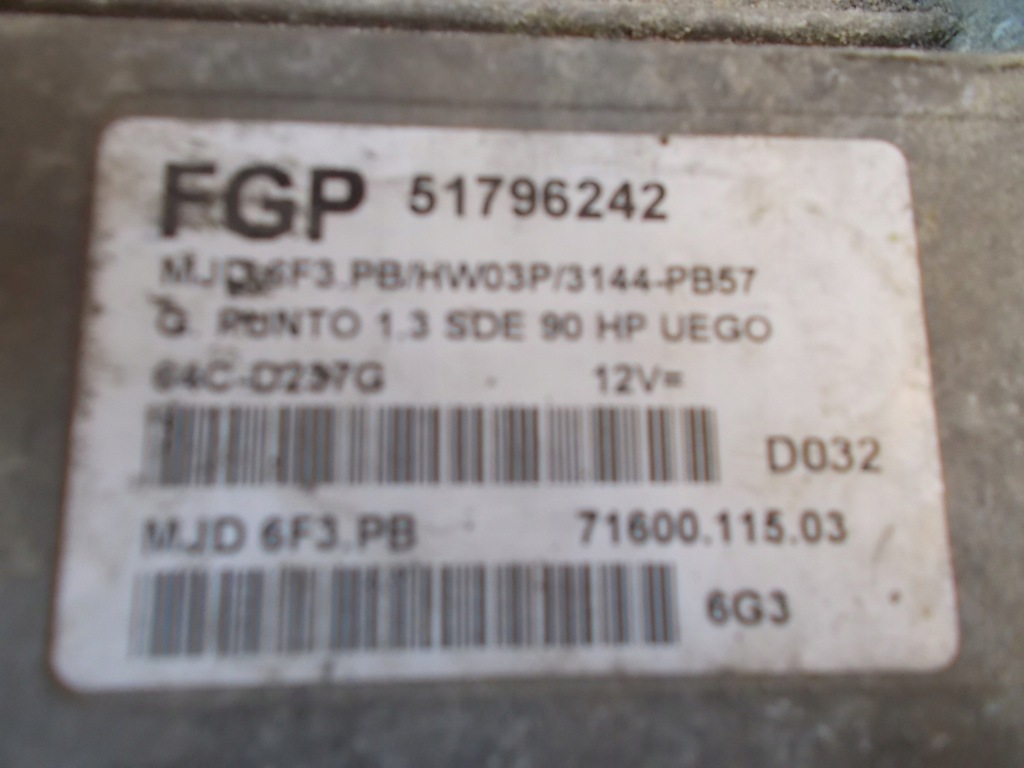 FGP 51796242
MJD 6F3.PB/HW03P/3144-PB57
G. PUNTO 1.3 SDE 90 HP UEGO
12V=
D032
MJD 6F3.PB 71600.115.03
6G3